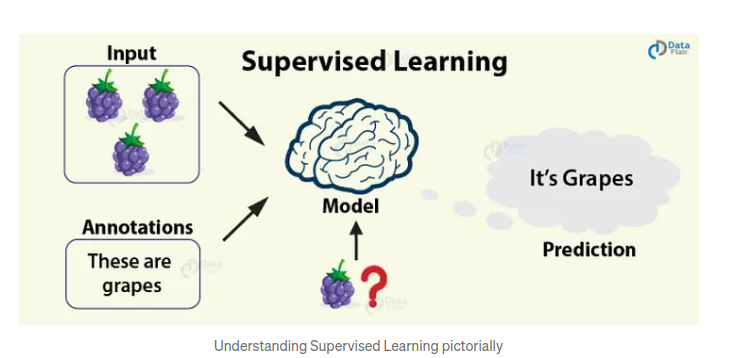 Input
Supervised Learning
Data
Flair
Annotations
These are
grapes
Model
It's Grapes
Prediction
?
Understanding Supervised Learning pictorially